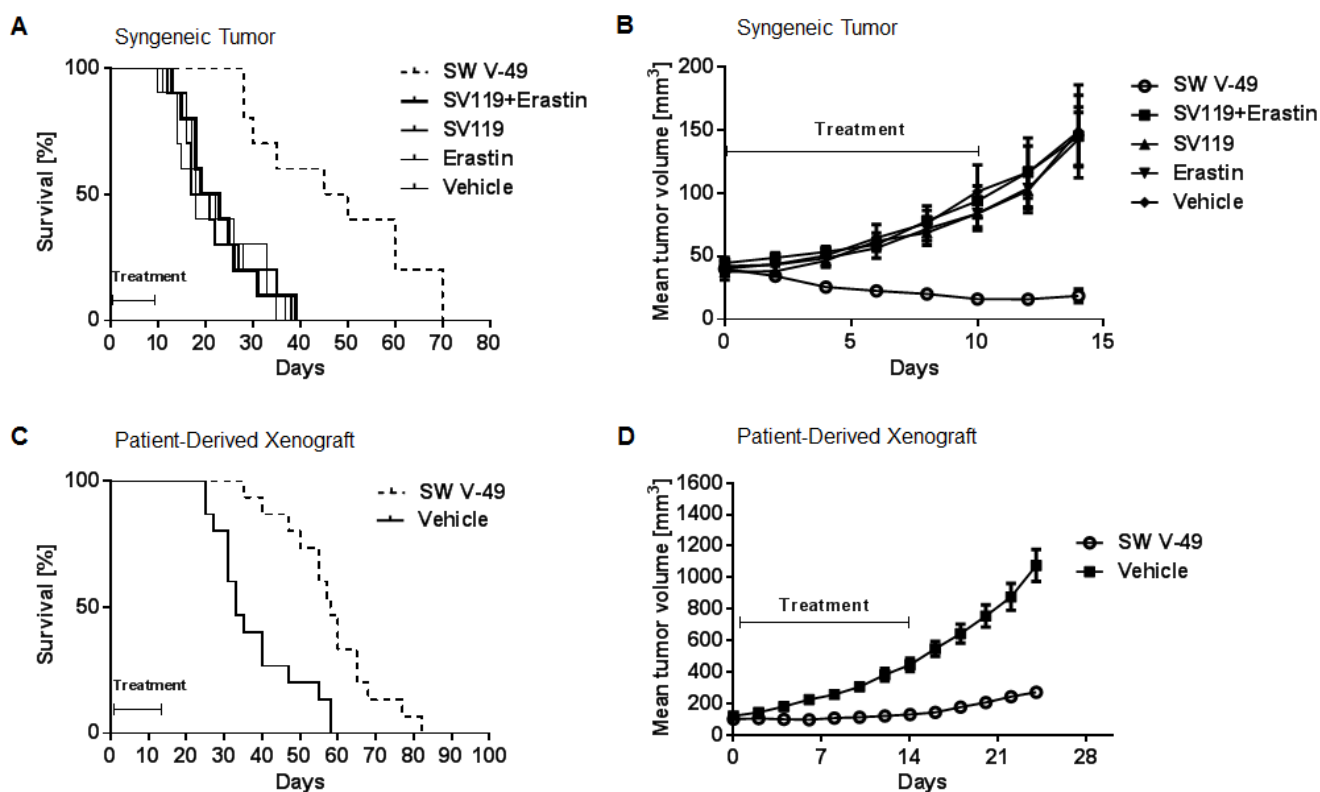 A
Syngeneic Tumor
100
50
0
Survival [%]
Treatment
0 10 20 30 40 50 60 70 80
Days
SW V-49
SV119+Erastin
SV119
Erastin
Vehicle
B
Syngeneic Tumor
200
150
100
50
0
Mean tumor volume [mm³]
Treatment
0 5 10 15
Days
SW V-49
SV119+Erastin
SV119
Erastin
Vehicle
C
Patient-Derived Xenograft
100
50
0
Survival [%]
Treatment
0 10 20 30 40 50 60 70 80 90 100
Days
SW V-49
Vehicle
D
Patient-Derived Xenograft
1600
1400
1200
1000
800
600
400
200
0
Mean tumor volume [mm³]
Treatment
0 7 14 21 28
Days
SW V-49
Vehicle